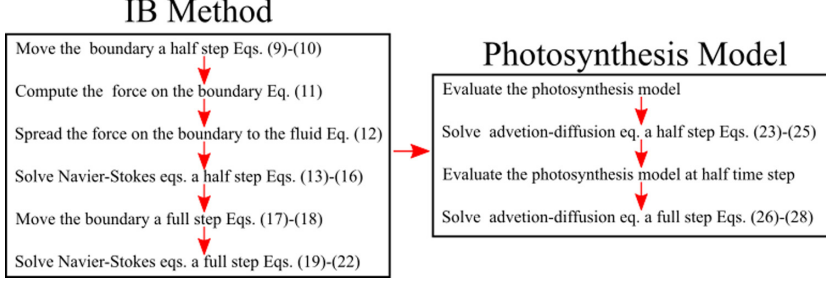 IB Method
Move the boundary a half step Eqs. (9)-(10)
Compute the force on the boundary Eq. (11)
Spread the force on the boundary to the fluid Eq. (12)
Solve Navier-Stokes eqs. a half step Eqs. (13)-(16)
Move the boundary a full step Eqs. (17)-(18)
Solve Navier-Stokes eqs. a full step Eqs. (19)-(22)
Photosynthesis Model
Evaluate the photosynthesis model
Solve advetion-diffusion eq. a half step Eqs. (23)-(25)
Evaluate the photosynthesis model at half time step
Solve advetion-diffusion eq. a full step Eqs. (26)-(28)